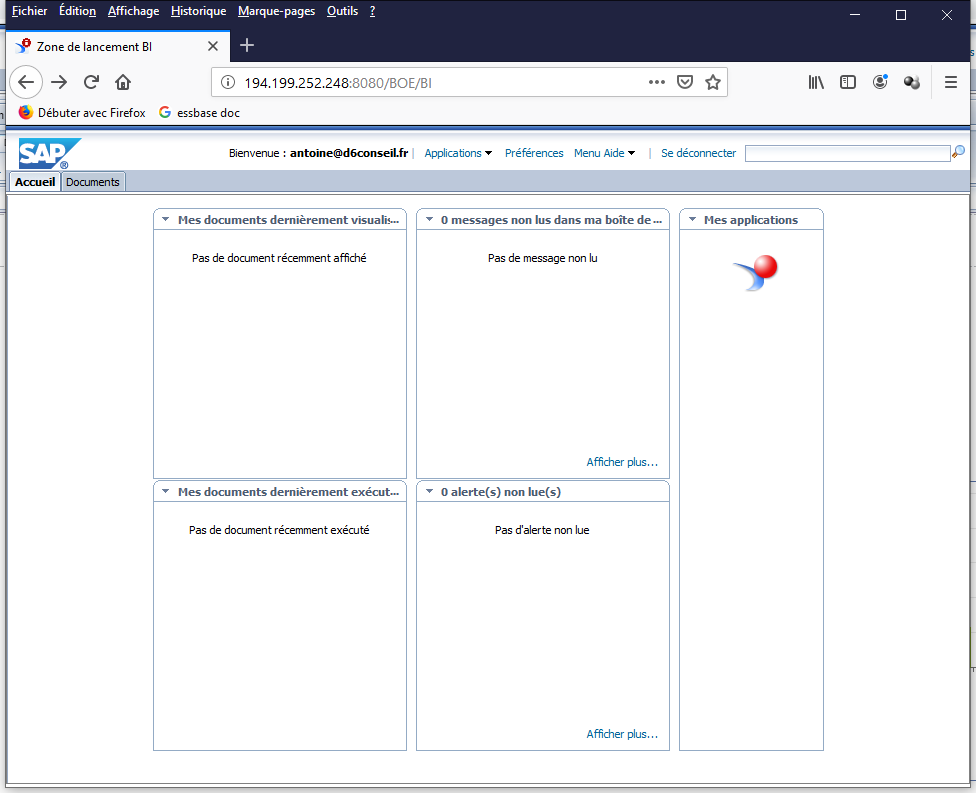 Fichier Édition Affichage Historique Marque-pages Outils ?
Zone de lancement BI
194.199.252.248:8080/BOE/BI
Débuter avec Firefox essbase doc
SAP ®
Bienvenue : antoine@d6conseil.fr | Applications Préférences Menu Aide | Se déconnecter
Accueil Documents
Mes documents dernièrement visualis...
Pas de document récemment affiché
0 messages non lus dans ma boîte de ...
Pas de message non lu
Afficher plus...
Mes applications
Mes documents dernièrement exécut...
Pas de document récemment exécuté
0 alerte(s) non lue(s)
Pas d'alerte non lue
Afficher plus...